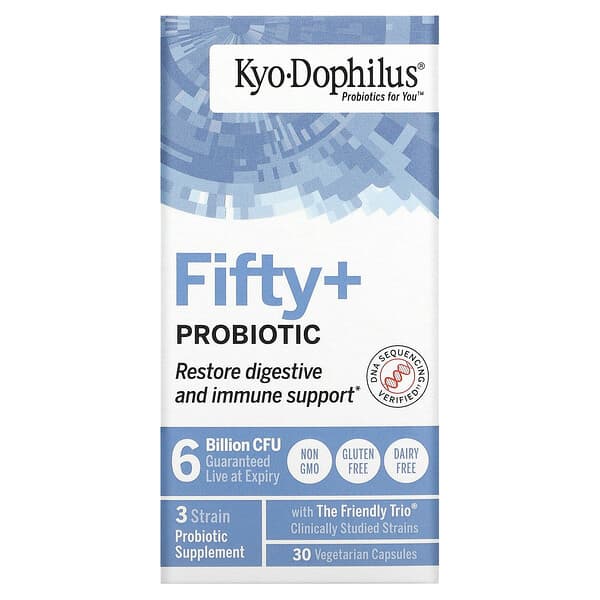 Kyo·Dophilus®
Probiotics for You™
Fifty+
PROBIOTIC
Restore digestive
and immune support*
DNA SEQUENCING
VERIFIED
6 Billion CFU
Guaranteed
Live at Expiry
NON
GMO
GLUTEN
FREE
DAIRY
FREE
3 Strain
Probiotic
Supplement
with The Friendly Trio®
Clinically Studied Strains
30 Vegetarian Capsules